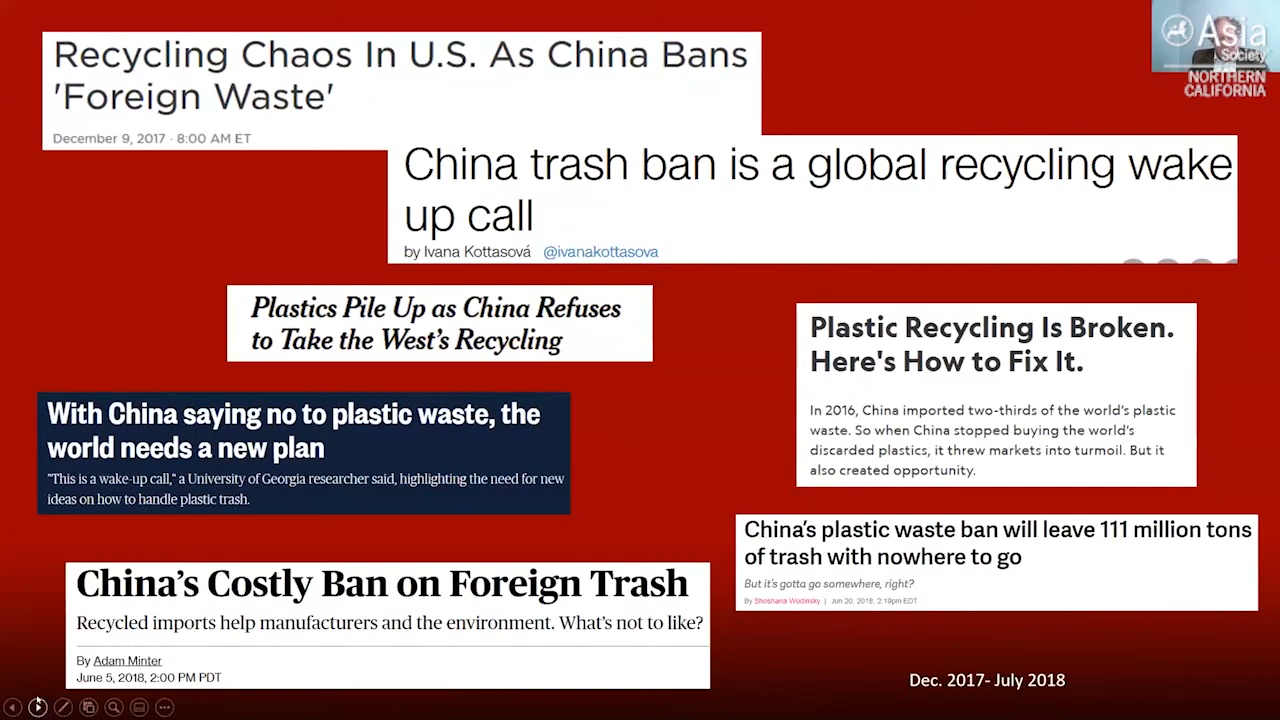 Recycling Chaos In U.S. As China Bans
'Foreign Waste'
December 9, 2017 · 8:00 AM ET
Asia
Society
NORTHERN
CALIFORNIA
China trash ban is a global recycling wake
up call
by Ivana Kottasová @ivanakottasova
Plastics Pile Up as China Refuses
to Take the West's Recycling
Plastic Recycling Is Broken.
Here's How to Fix It.
In 2016, China imported two-thirds of the world's plastic
waste. So when China stopped buying the world's
discarded plastics, it threw markets into turmoil. But it
also created opportunity.
With China saying no to plastic waste, the
world needs a new plan
"This is a wake-up call," a University of Georgia researcher said, highlighting the need for new
ideas on how to handle plastic trash.
China's plastic waste ban will leave 111 million tons
of trash with nowhere to go
But it's gotta go somewhere, right?
By Shoshana Wodinsky | Jun 20, 2018, 2:19pm EDT
China's Costly Ban on Foreign Trash
Recycled imports help manufacturers and the environment. What's not to like?
By Adam Minter
June 5, 2018, 2:00 PM PDT
Dec. 2017- July 2018